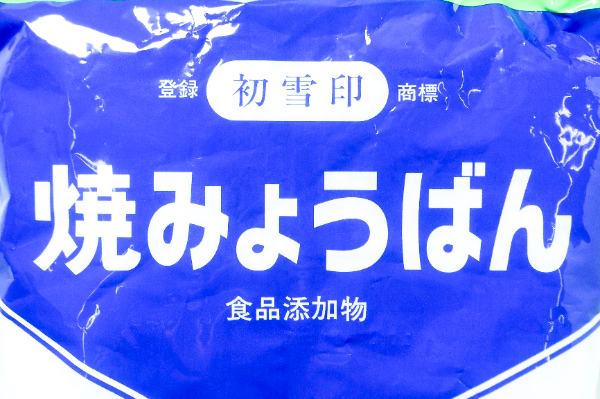 登録 初雪印 商標
焼みょうばん
食品添加物